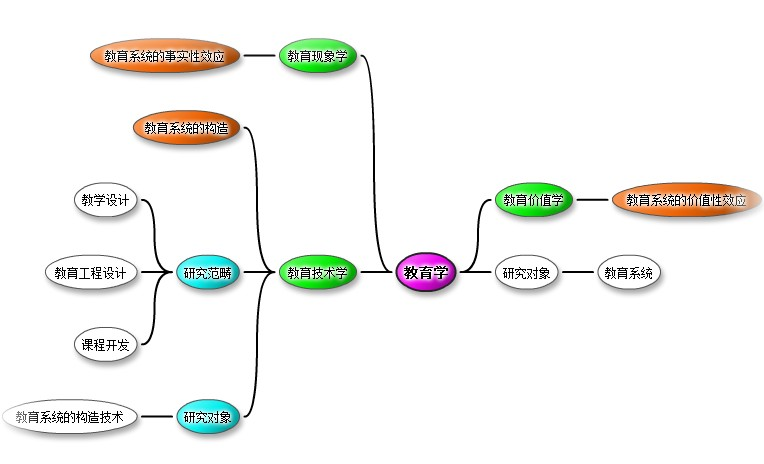 教育系统的事实性效应
教育现象学
教育系统的构造
教学设计
教育价值学
教育系统的价值性效应
教育工程设计
研究范畴
教育技术学
教育学
研究对象
教育系统
课程开发
教育系统的构造技术
研究对象